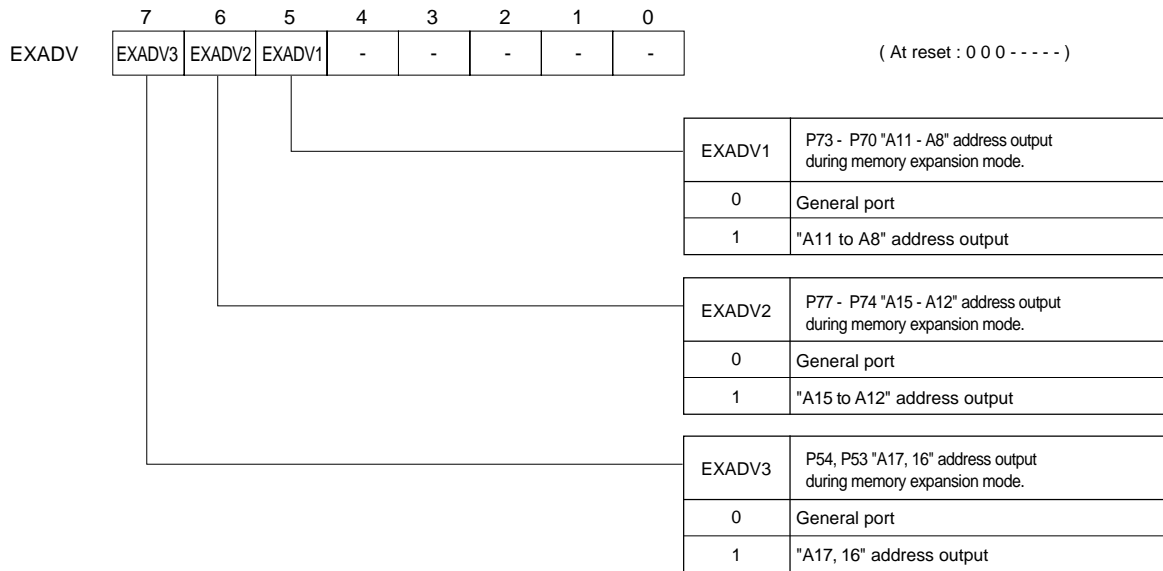 7 6 5 4 3 2 1 0
EXADV EXADV3 EXADV2 EXADV1 - - - - - ( At reset : 0 0 0 - - - - - )
EXADV1 P73 - P70 "A11 - A8" address output
during memory expansion mode.
0 General port
1 "A11 to A8" address output
EXADV2 P77 - P74 "A15 - A12" address output
during memory expansion mode.
0 General port
1 "A15 to A12" address output
EXADV3 P54, P53 "A17, 16" address output
during memory expansion mode.
0 General port
1 "A17, 16" address output